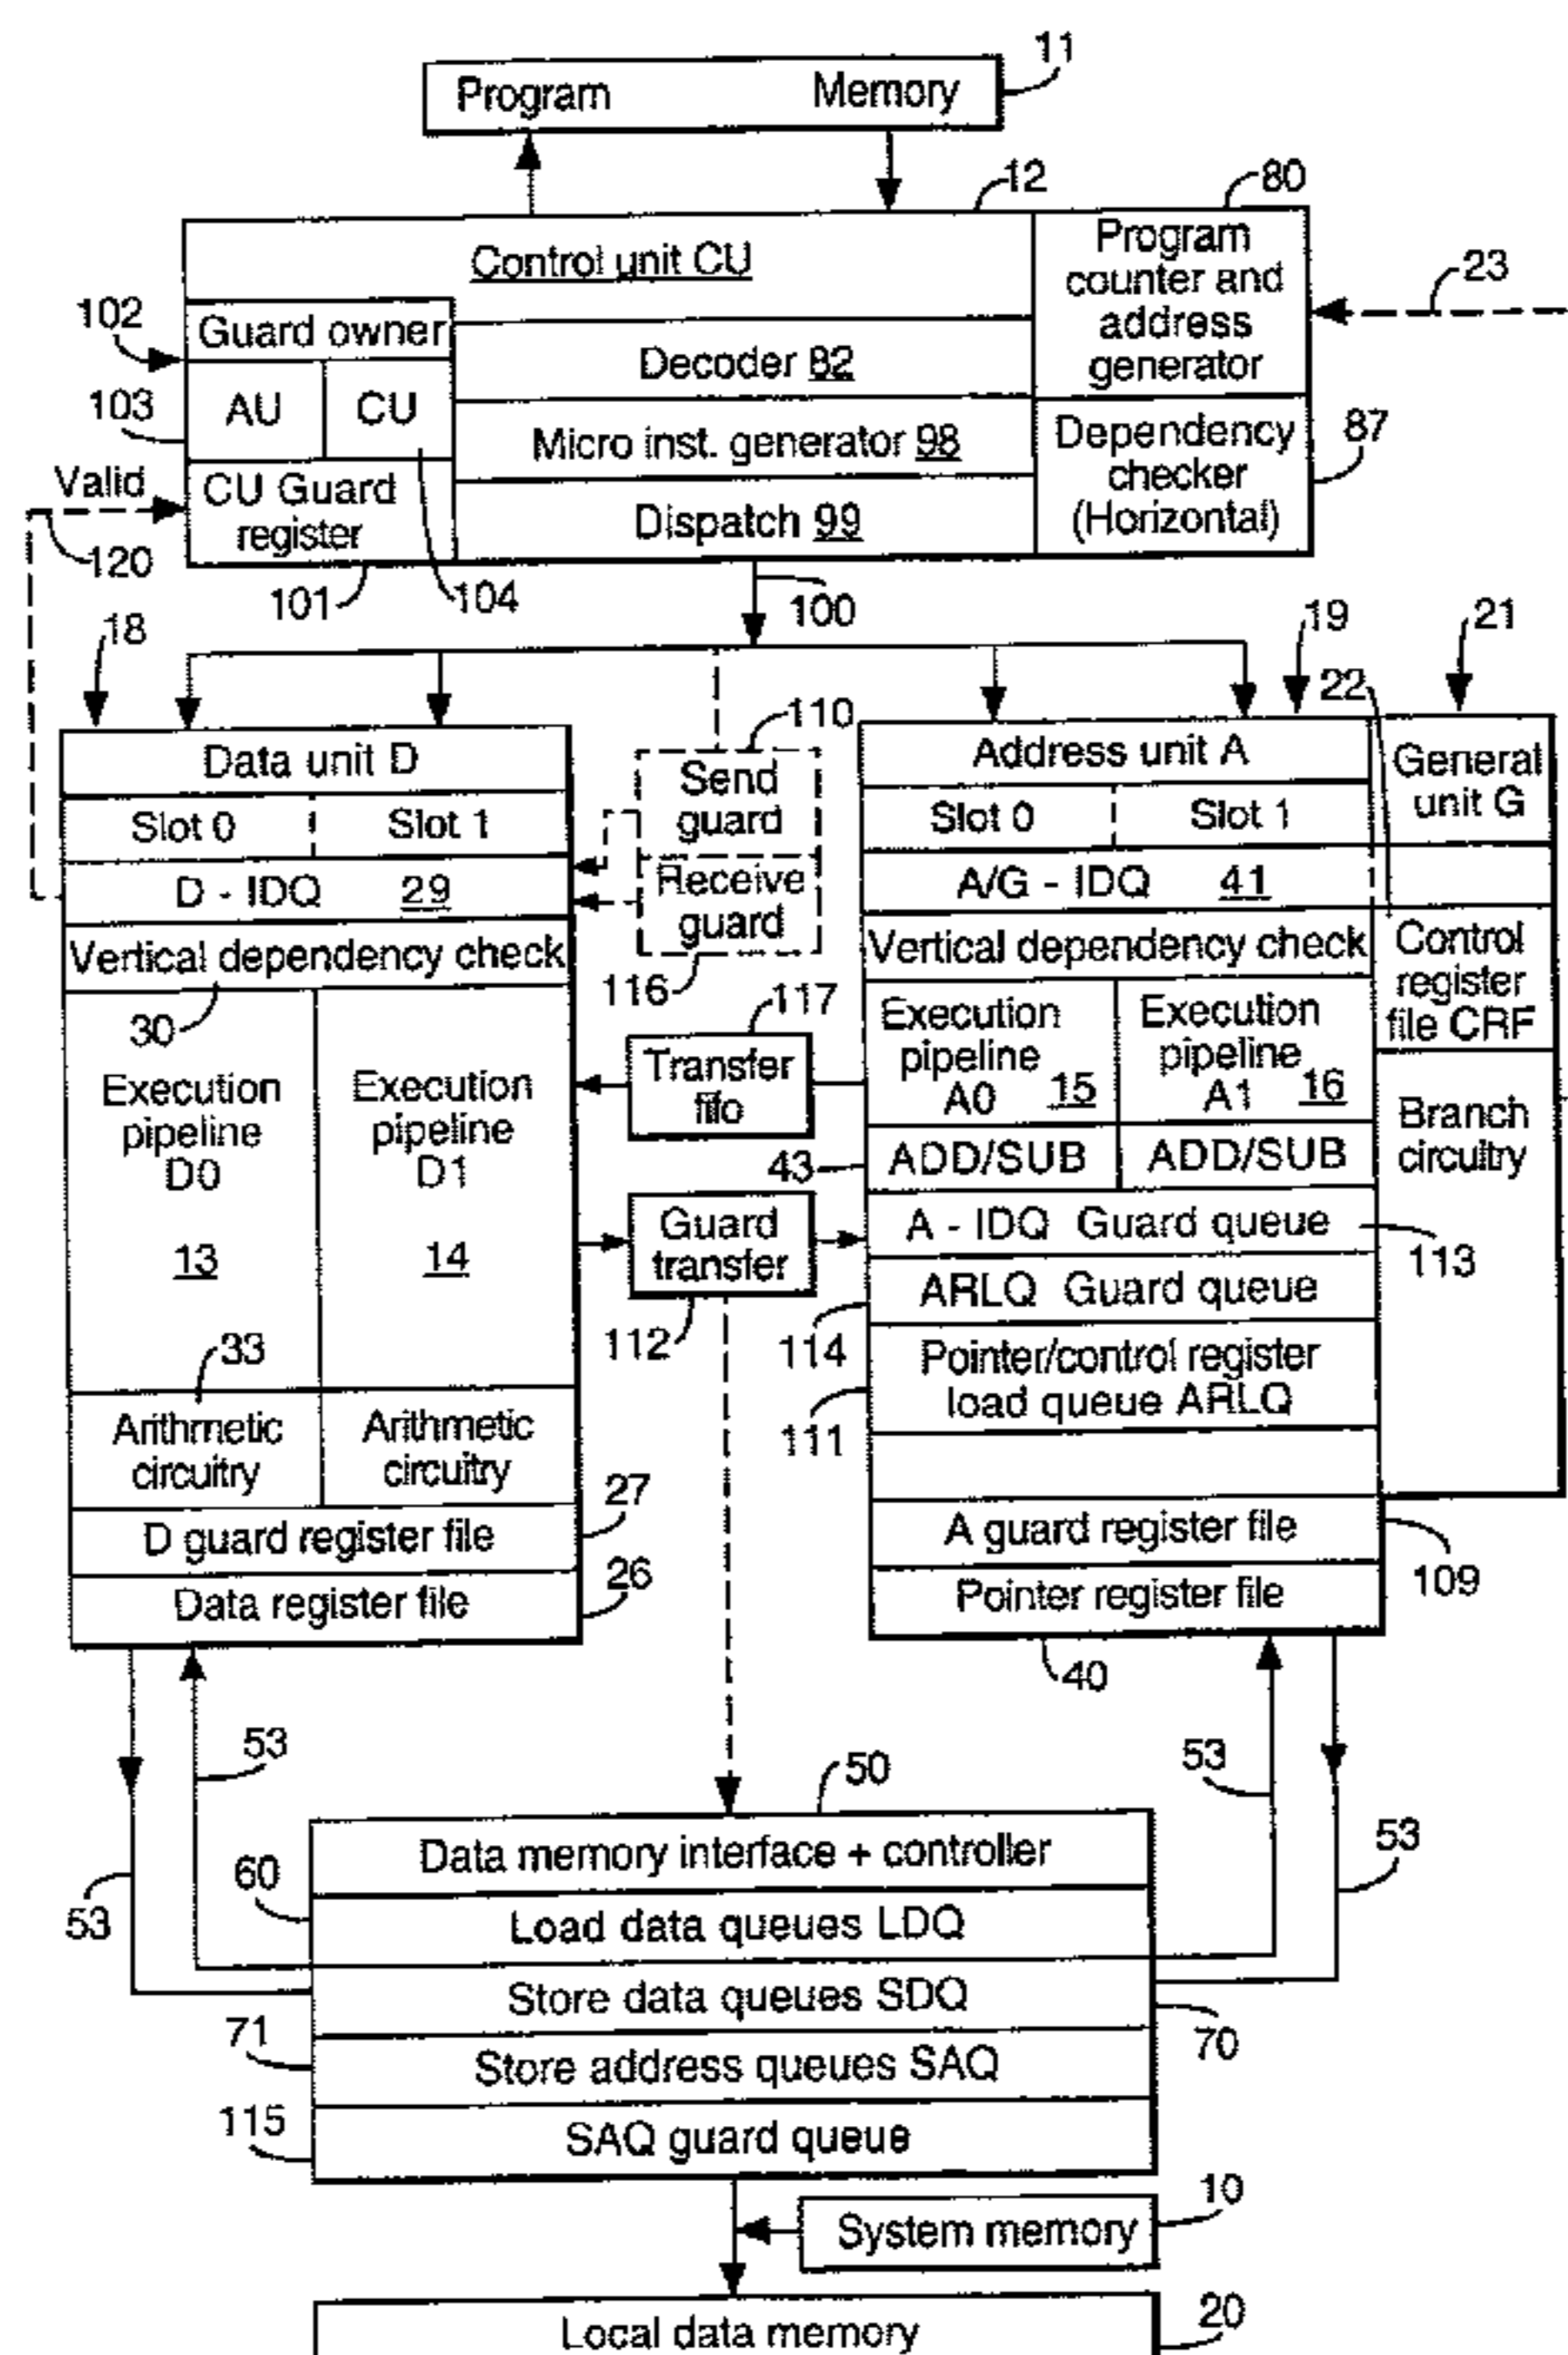 11
Program Memory
12
80
Control unit CU
Program
counter and
address
generator
23
102
Guard owner
Decoder 82
103
AU
CU
Micro inst. generator 98
Dependency
checker
(Horizontal)
87
Valid
CU Guard
register
Dispatch 99
120
101
104
100
18
19
21
22
110
Data unit D
Send
guard
Address unit A
General
unit G
Slot 0
Slot 1
Slot 0
Slot 1
D - IDQ 29
Receive
guard
A/G - IDQ 41
Vertical dependency check
Vertical dependency check
Control
register
file CRF
116
117
30
Execution
pipeline
D0
13
Execution
pipeline
D1
14
Transfer
fifo
Execution
pipeline
A0 15
Execution
pipeline
A1 16
Branch
circuitry
43
ADD/SUB
ADD/SUB
Guard
transfer
A - IDQ Guard queue
113
112
ARLQ Guard queue
114
33
Pointer/control register
load queue ARLQ
111
Arithmetic
circuitry
Arithmetic
circuitry
27
D guard register file
A guard register file
26
109
Data register file
Pointer register file
40
53
50
53
53
53
60
Data memory interface + controller
Load data queues LDQ
Store data queues SDQ
70
71
Store address queues SAQ
115
SAQ guard queue
10
System memory
20
Local data memory